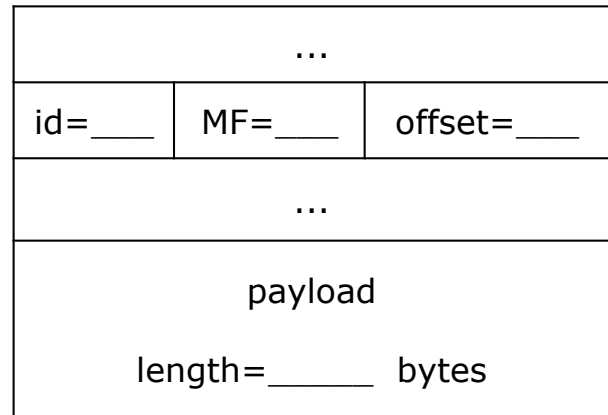 ...
id=___ MF=___ offset=___
...
payload
length=_____ bytes